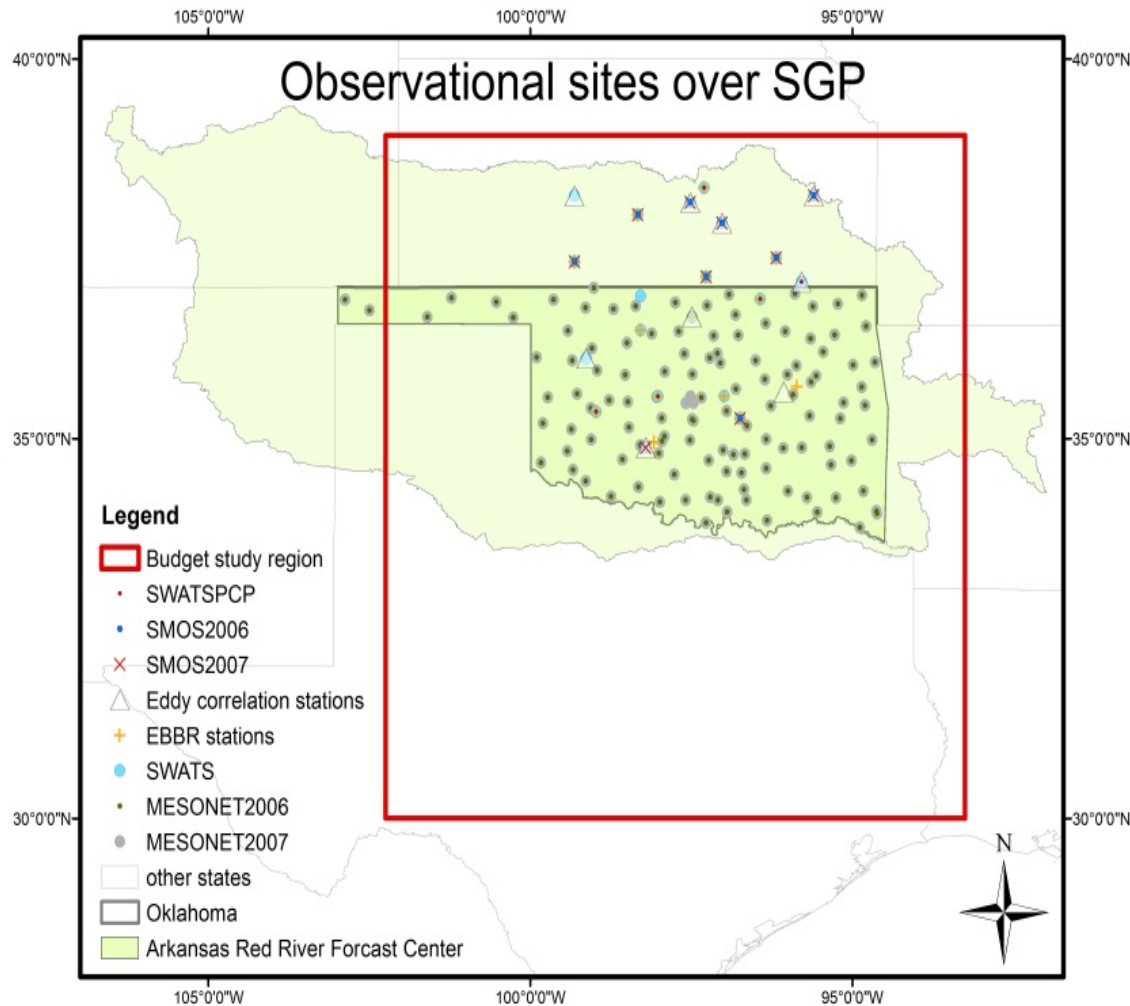 105°0'0"W 100°0'0"W 95°0'0"W
40°0'0"N 40°0'0"N
Observational sites over SGP
35°0'0"N 35°0'0"N
Legend
Budget study region
SWATSPCP
SMOS2006
SMOS2007
Eddy correlation stations
EBBR stations
SWATS
MESONET2006
30°0'0"N 30°0'0"N
MESONET2007
N
other states
Oklahoma
Arkansas Red River Forcast Center
105°0'0"W 100°0'0"W 95°0'0"W